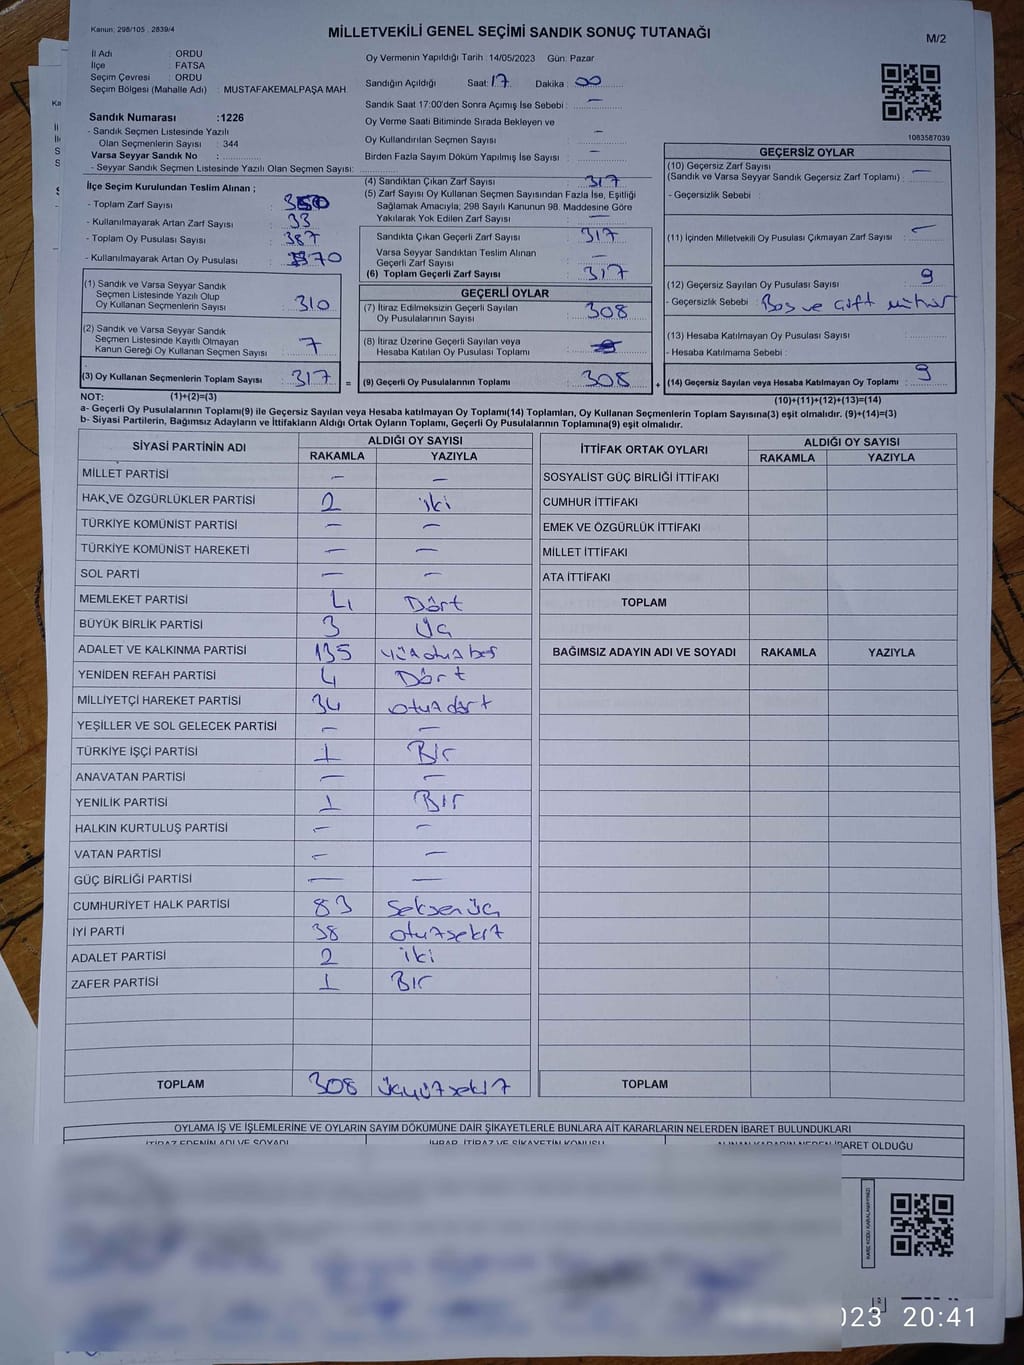 Kanun: 298/105 . 2839/4
MİLLETVEKİLİ GENEL SEÇİMİ SANDIK SONUÇ TUTANAĞI
M/2
İl Adı : ORDU
İlçe : FATSA
Seçim Çevresi : ORDU
Seçim Bölgesi (Mahalle Adı) : MUSTAFAKEMALPAŞA MAH.
Oy Vermenin Yapıldığı Tarih : 14/05/2023 Gün: Pazar
Sandığın Açıldığı Saat: 17 Dakika : 00
Sandık Saat 17:00'den Sonra Açımış İse Sebebi : –
Oy Verme Saati Bitiminde Sırada Bekleyen ve
Oy Kullandırılan Seçmen Sayısı –
Birden Fazla Sayım Döküm Yapılmış İse Sayısı : –
1083587039
Sandık Numarası :1226
- Sandık Seçmen Listesinde Yazılı
Olan Seçmenlerin Sayısı : 344
Varsa Seyyar Sandık No :
- Seyyar Sandık Seçmen Listesinde Yazılı Olan Seçmen Sayısı:
İlçe Seçim Kurulundan Teslim Alınan ;
- Toplam Zarf Sayısı : 350
- Kullanılmayarak Artan Zarf Sayısı : 33
- Toplam Oy Pusulası Sayısı : 387
- Kullanılmayarak Artan Oy Pusulası : 70
(1) Sandık ve Varsa Seyyar Sandık
Seçmen Listesinde Yazılı Olup
Oy Kullanan Seçmenlerin Sayısı : 310
(2) Sandık ve Varsa Seyyar Sandık
Seçmen Listesinde Kayıtlı Olmayan
Kanun Gereği Oy Kullanan Seçmen Sayısı : 7
(3) Oy Kullanan Seçmenlerin Toplam Sayısı : 317 =
(4) Sandıktan Çıkan Zarf Sayısı : 317
(5) Zarf Sayısı Oy Kullanan Seçmen Sayısından Fazla İse, Eşitliği
Sağlamak Amacıyla; 298 Sayılı Kanunun 98. Maddesine Göre
Yakılarak Yok Edilen Zarf Sayısı : –
Sandıkta Çıkan Geçerli Zarf Sayısı : 317
Varsa Seyyar Sandıktan Teslim Alınan
Geçerli Zarf Sayısı : –
(6) Toplam Geçerli Zarf Sayısı : 317
GEÇERLİ OYLAR
(7) İtiraz Edilmeksizin Geçerli Sayılan
Oy Pusulalarının Sayısı : 308
(8) İtiraz Üzerine Geçerli Sayılan veya
Hesaba Katılan Oy Pusulası Toplamı :
(9) Geçerli Oy Pusulalarının Toplamı : 308 +
GEÇERSİZ OYLAR
(10) Geçersiz Zarf Sayısı
(Sandık ve Varsa Seyyar Sandık Geçersiz Zarf Toplamı) : –
- Geçersizlik Sebebi :
(11) İçinden Milletvekili Oy Pusulası Çıkmayan Zarf Sayısı : –
(12) Geçersiz Sayılan Oy Pusulası Sayısı : 9
- Geçersizlik Sebebi : Boş ve çift mühür
(13) Hesaba Katılmayan Oy Pusulası Sayısı :
- Hesaba Katılmama Sebebi :
(14) Geçersiz Sayılan veya Hesaba Katılmayan Oy Toplamı : 9
NOT: (1)+(2)=(3)
(10)+(11)+(12)+(13)=(14)
a- Geçerli Oy Pusulalarının Toplamı(9) ile Geçersiz Sayılan veya Hesaba katılmayan Oy Toplamı(14) Toplamları, Oy Kullanan Seçmenlerin Toplam Sayısına(3) eşit olmalıdır. (9)+(14)=(3)
b- Siyasi Partilerin, Bağımsız Adayların ve İttifakların Aldığı Ortak Oyların Toplamı, Geçerli Oy Pusulalarının Toplamına(9) eşit olmalıdır.
SİYASİ PARTİNİN ADI ALDIĞI OY SAYISI
RAKAMLA YAZIYLA
MİLLET PARTİSİ – –
HAK VE ÖZGÜRLÜKLER PARTİSİ 2 iki
TÜRKİYE KOMÜNİST PARTİSİ – –
TÜRKİYE KOMÜNİST HAREKETİ – –
SOL PARTİ – –
MEMLEKET PARTİSİ 4 Dört
BÜYÜK BİRLİK PARTİSİ 3 Üç
ADALET VE KALKINMA PARTİSİ 135 yüzotuzbeş
YENİDEN REFAH PARTİSİ 4 Dört
MİLLİYETÇİ HAREKET PARTİSİ 34 otuzdört
YEŞİLLER VE SOL GELECEK PARTİSİ – –
TÜRKİYE İŞÇİ PARTİSİ 1 BİR
ANAVATAN PARTİSİ – –
YENİLİK PARTİSİ 1 BIR
HALKIN KURTULUŞ PARTİSİ – –
VATAN PARTİSİ – –
GÜÇ BİRLİĞİ PARTİSİ – –
CUMHURİYET HALK PARTİSİ 83 seksenüç
İYİ PARTİ 38 otuzsekiz
ADALET PARTİSİ 2 iki
ZAFER PARTİSİ 1 BIR
TOPLAM 308 üçyüzsekiz
İTTİFAK ORTAK OYLARI ALDIĞI OY SAYISI
RAKAMLA YAZIYLA
SOSYALİST GÜÇ BİRLİĞİ İTTİFAKI
CUMHUR İTTİFAKI
EMEK VE ÖZGÜRLÜK İTTİFAKI
MİLLET İTTİFAKI
ATA İTTİFAKI
TOPLAM
BAĞIMSIZ ADAYIN ADI VE SOYADI RAKAMLA YAZIYLA
TOPLAM
OYLAMA İŞ VE İŞLEMLERİNE VE OYLARIN SAYIM DÖKÜMÜNE DAİR ŞİKAYETLERLE BUNLARA AİT KARARLARIN NELERDEN İBARET BULUNDUKLARI
İTİRAZ EDENİN ADI VE SOYADI İHBAR, İTİRAZ VE ŞİKAYETİN KONUSU ALINAN KARARIN NEDEN İBARET OLDUĞU
KARE KODU KARALAMAYINIZ!
023 20:41